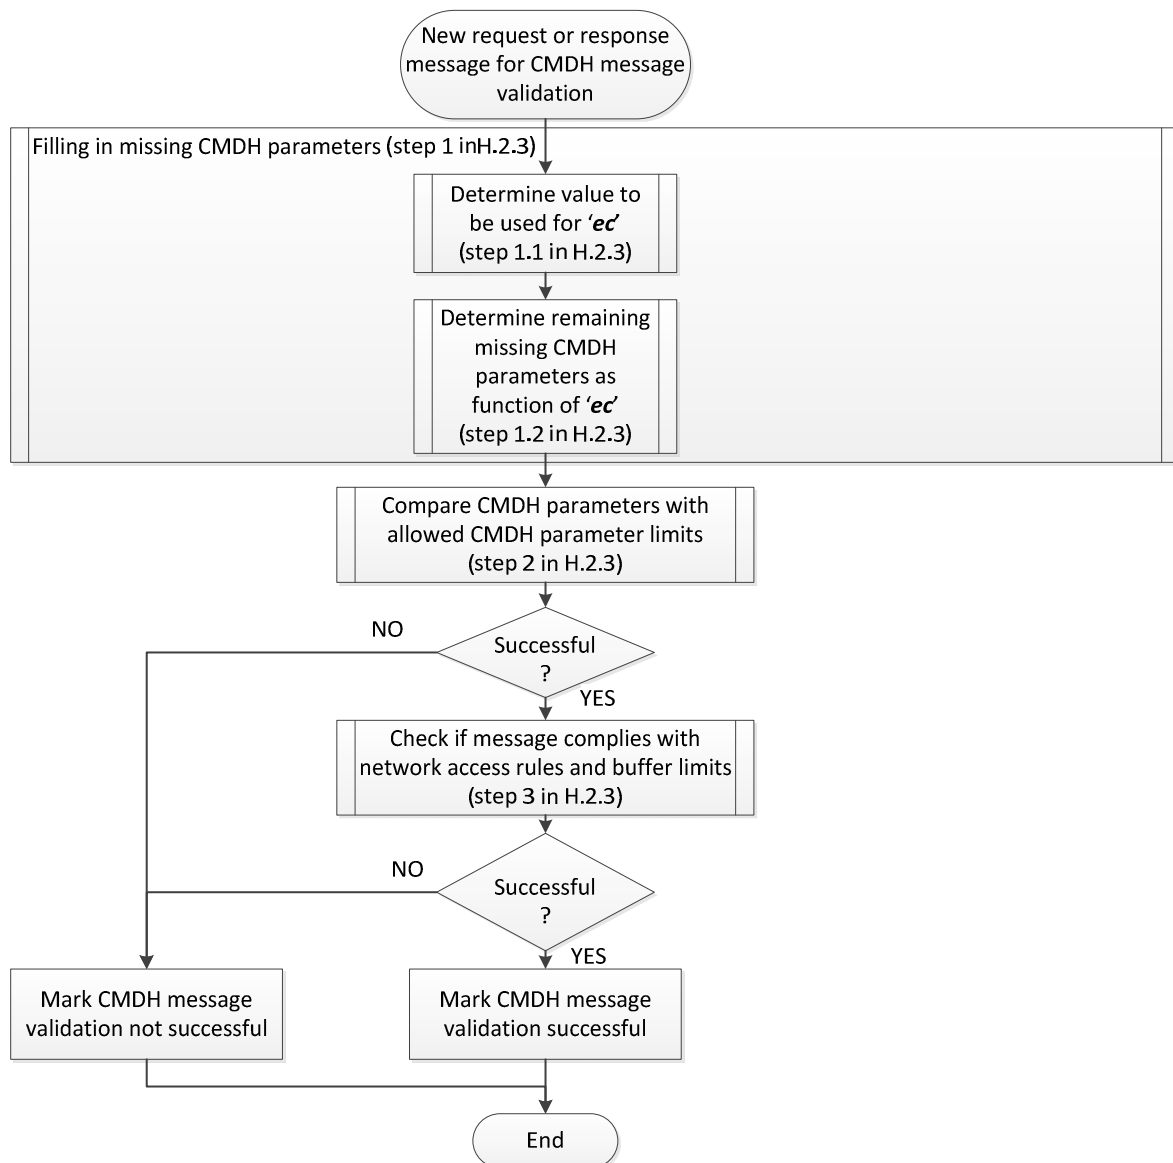 New request or response
message for CMDH message
validation
Filling in missing CMDH parameters (step 1 in H.2.3)
Determine value to
be used for ‘ec’
(step 1.1 in H.2.3)
Determine remaining
missing CMDH
parameters as
function of ‘ec’
(step 1.2 in H.2.3)
Compare CMDH parameters with
allowed CMDH parameter limits
(step 2 in H.2.3)
NO
Successful
?
YES
Check if message complies with
network access rules and buffer limits
(step 3 in H.2.3)
NO
Successful
?
YES
Mark CMDH message
validation not successful
Mark CMDH message
validation successful
End